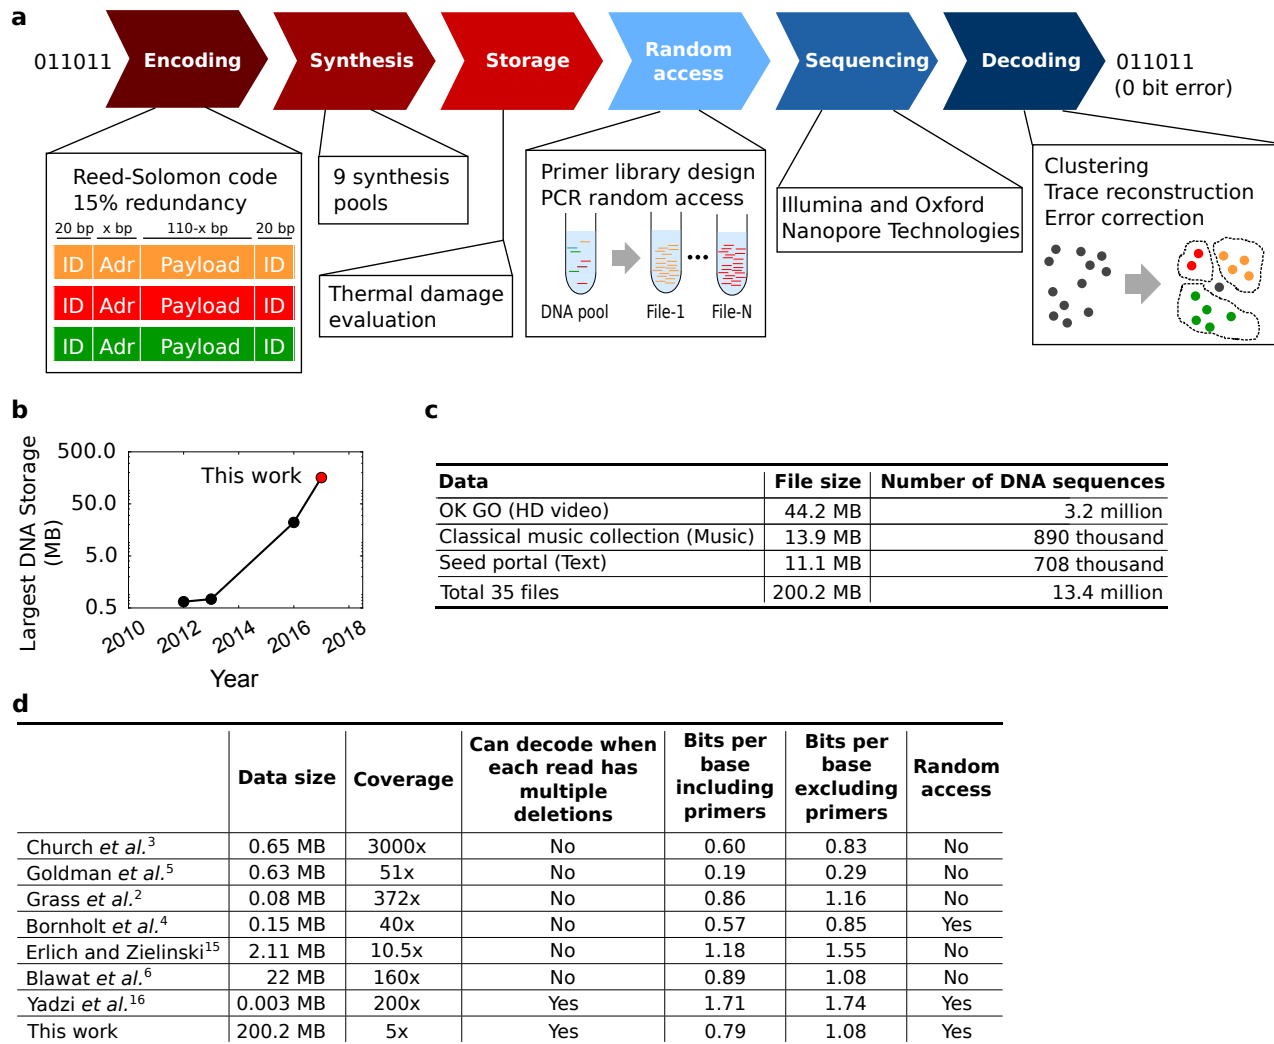 a
011011
Encoding
Synthesis
Storage
Random
access
Sequencing
Decoding
011011
(0 bit error)
Reed-Solomon code
15% redundancy
20 bp x bp 110-x bp 20 bp
ID Adr Payload ID
ID Adr Payload ID
ID Adr Payload ID
9 synthesis
pools
Thermal damage
evaluation
Primer library design
PCR random access
DNA pool File-1 File-N
Illumina and Oxford
Nanopore Technologies
Clustering
Trace reconstruction
Error correction
b
Largest DNA Storage
(MB)
500.0
50.0
5.0
0.5
This work
2010 2012 2014 2016 2018
Year
c
Data File size Number of DNA sequences
OK GO (HD video) 44.2 MB 3.2 million
Classical music collection (Music) 13.9 MB 890 thousand
Seed portal (Text) 11.1 MB 708 thousand
Total 35 files 200.2 MB 13.4 million
d
Data size
Coverage
Can decode when
each read has
multiple
deletions
Bits per
base
including
primers
Bits per
base
excluding
primers
Random
access
Church et al.3 0.65 MB 3000x No 0.60 0.83 No
Goldman et al.5 0.63 MB 51x No 0.19 0.29 No
Grass et al.2 0.08 MB 372x No 0.86 1.16 No
Bornholt et al.4 0.15 MB 40x No 0.57 0.85 Yes
Erlich and Zielinski15 2.11 MB 10.5x No 1.18 1.55 No
Blawat et al.6 22 MB 160x No 0.89 1.08 No
Yadzi et al.16 0.003 MB 200x Yes 1.71 1.74 Yes
This work 200.2 MB 5x Yes 0.79 1.08 Yes